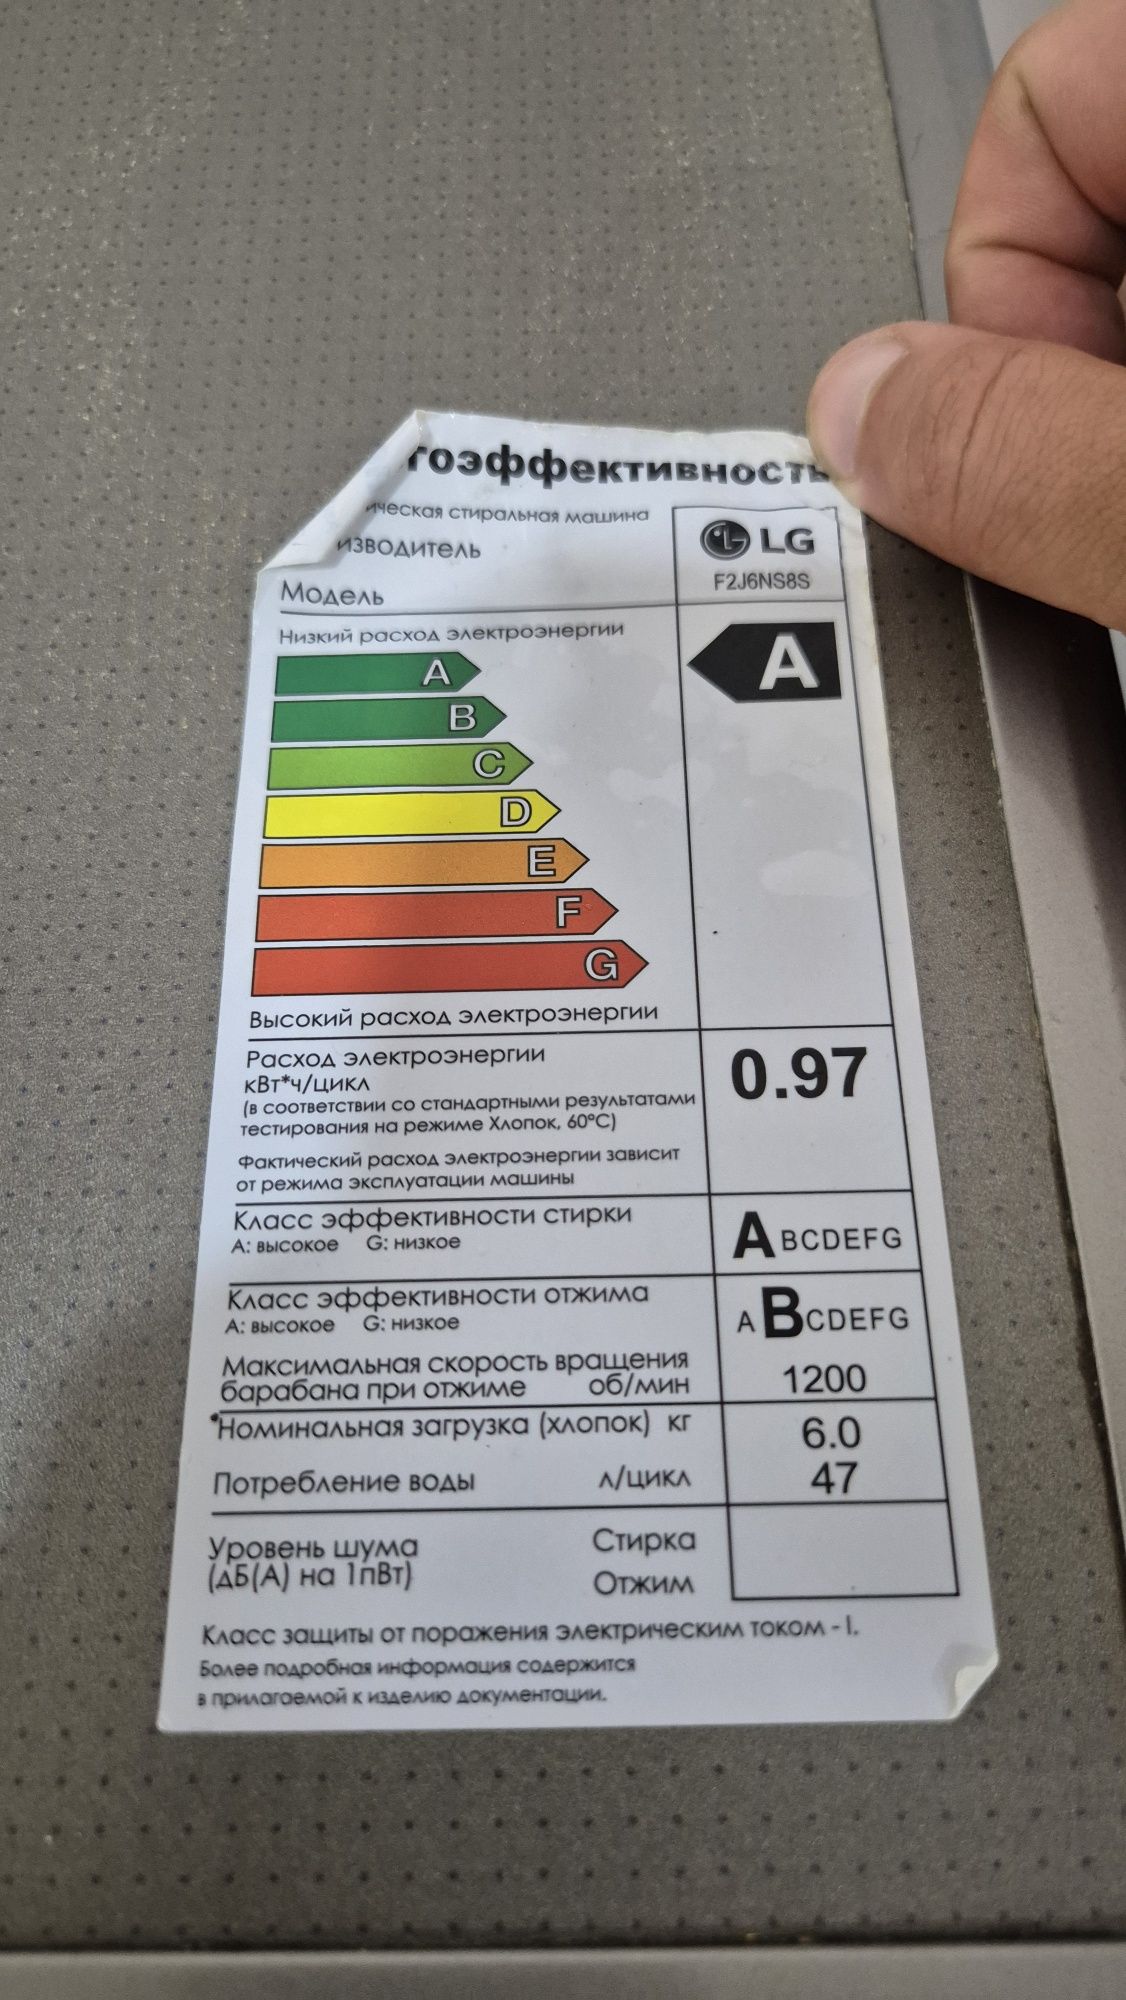 гоэффективность
ическая стиральная машина
изводитель
LG
Модель
F2J6NS8S
Низкий расход электроэнергии
A
A
B
C
D
E
F
G
Высокий расход электроэнергии
Расход электроэнергии
кВт*ч/цикл
0.97
(в соответствии со стандартными результатами
тестирования на режиме Хлопок, 60°C)
Фактический расход электроэнергии зависит
от режима эксплуатации машины
Класс эффективности стирки
A: высокое G: низкое
ABCDEFG
Класс эффективности отжима
A: высокое G: низкое
ABCDEFG
Максимальная скорость вращения
барабана при отжиме об/мин 1200
*Номинальная загрузка (хлопок) кг 6.0
Потребление воды л/цикл 47
Уровень шума Стирка
(дБ(А) на 1пВт) Отжим
Класс защиты от поражения электрическим током - I.
Более подробная информация содержится
в прилагаемой к изделию документации.